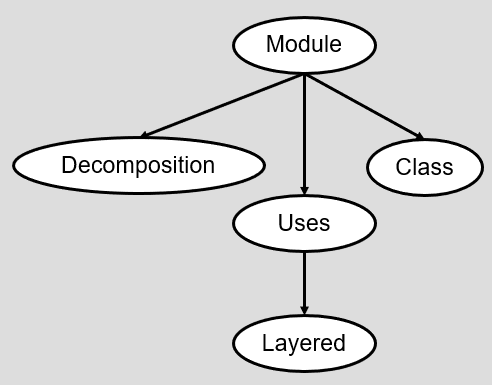 Module
Decomposition
Class
Uses
Layered